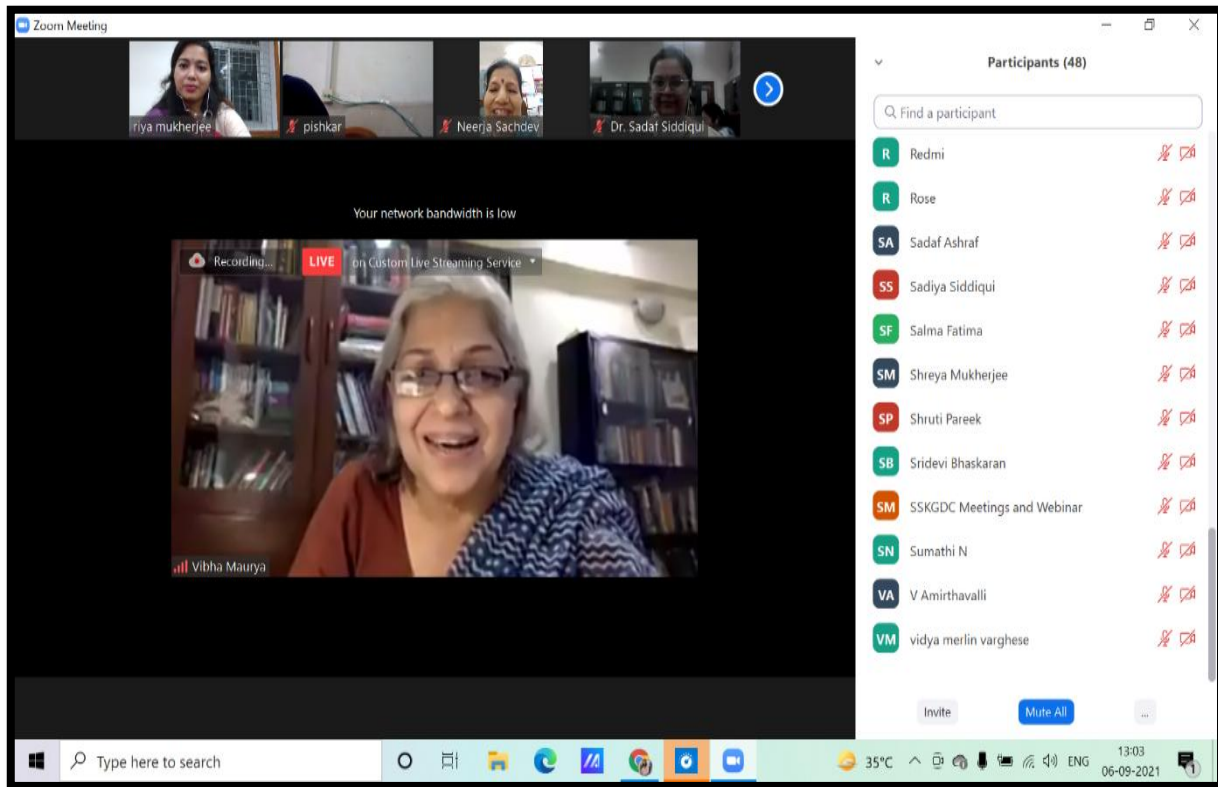 Zoom Meeting
riya mukherjee
pishkar
Neerja Sachdev
Dr. Sadaf Siddiqui
Your network bandwidth is low
Recording...
LIVE
on Custom Live Streaming Service
Vibha Maurya
Participants (48)
Find a participant
R Redmi
R Rose
SA Sadaf Ashraf
SS Sadiya Siddiqui
SF Salma Fatima
SM Shreya Mukherjee
SP Shruti Pareek
SB Sridevi Bhaskaran
SM SSKGDC Meetings and Webinar
SN Sumathi N
VA V Amirthavalli
VM vidya merlin varghese
Invite
Mute All
...
Type here to search
35°C
ENG
13:03
06-09-2021
1